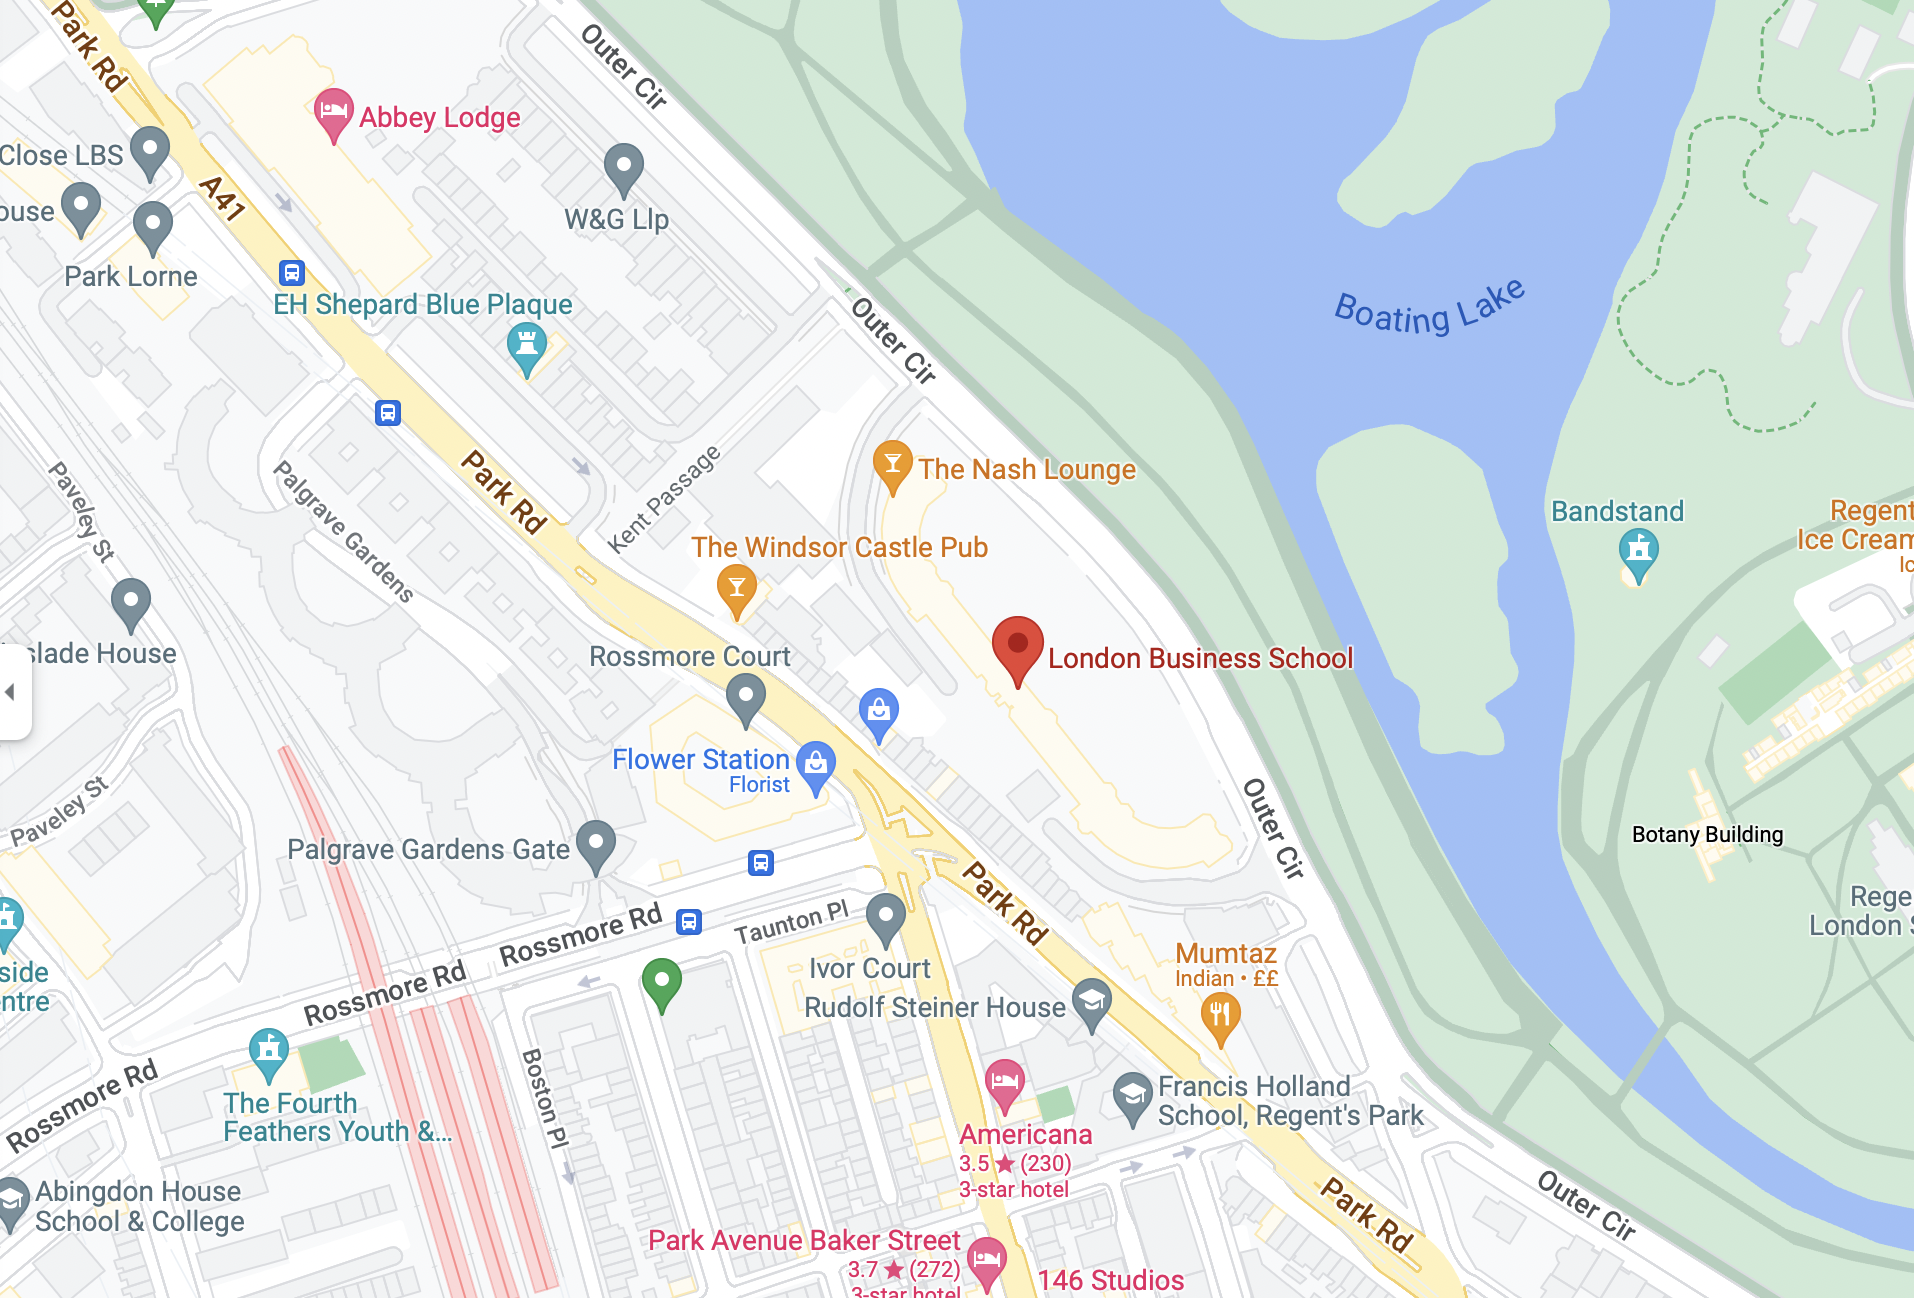 Park Rd
Outer Cir
Abbey Lodge
Close LBS
A41
ouse
W&G Llp
Park Lorne
EH Shepard Blue Plaque
Outer Cir
Boating Lake
Park Rd
Kent Passage
The Nash Lounge
Paveley St
Palgrave Gardens
Bandstand
Regent
Ice Cream
Ic
The Windsor Castle Pub
slade House
Rossmore Court
London Business School
Flower Station
Florist
Paveley St
Outer Cir
Botany Building
Palgrave Gardens Gate
Park Rd
Rossmore Rd
Taunton Pl
Rege
London S
Mumtaz
Indian • ££
side
ntre
Rossmore Rd
Ivor Court
Rudolf Steiner House
Rossmore Rd
Boston Pl
The Fourth
Feathers Youth &...
Francis Holland
School, Regent's Park
Americana
3.5 ★ (230)
3-star hotel
Abingdon House
School & College
Park Rd
Outer Cir
Park Avenue Baker Street
3.7 ★ (272)
3-star hotel
146 Studios